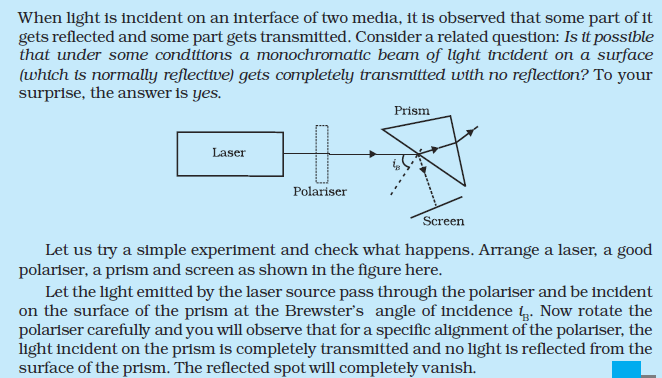 When light is incident on an interface of two media, it is observed that some part of it
gets reflected and some part gets transmitted. Consider a related question: Is it possible
that under some conditions a monochromatic beam of light incident on a surface
(which is normally reflective) gets completely transmitted with no reflection? To your
surprise, the answer is yes.
Prism
Laser
i_B
Polariser
Screen
Let us try a simple experiment and check what happens. Arrange a laser, a good
polariser, a prism and screen as shown in the figure here.
Let the light emitted by the laser source pass through the polariser and be incident
on the surface of the prism at the Brewster's angle of incidence i_B. Now rotate the
polariser carefully and you will observe that for a specific alignment of the polariser, the
light incident on the prism is completely transmitted and no light is reflected from the
surface of the prism. The reflected spot will completely vanish.